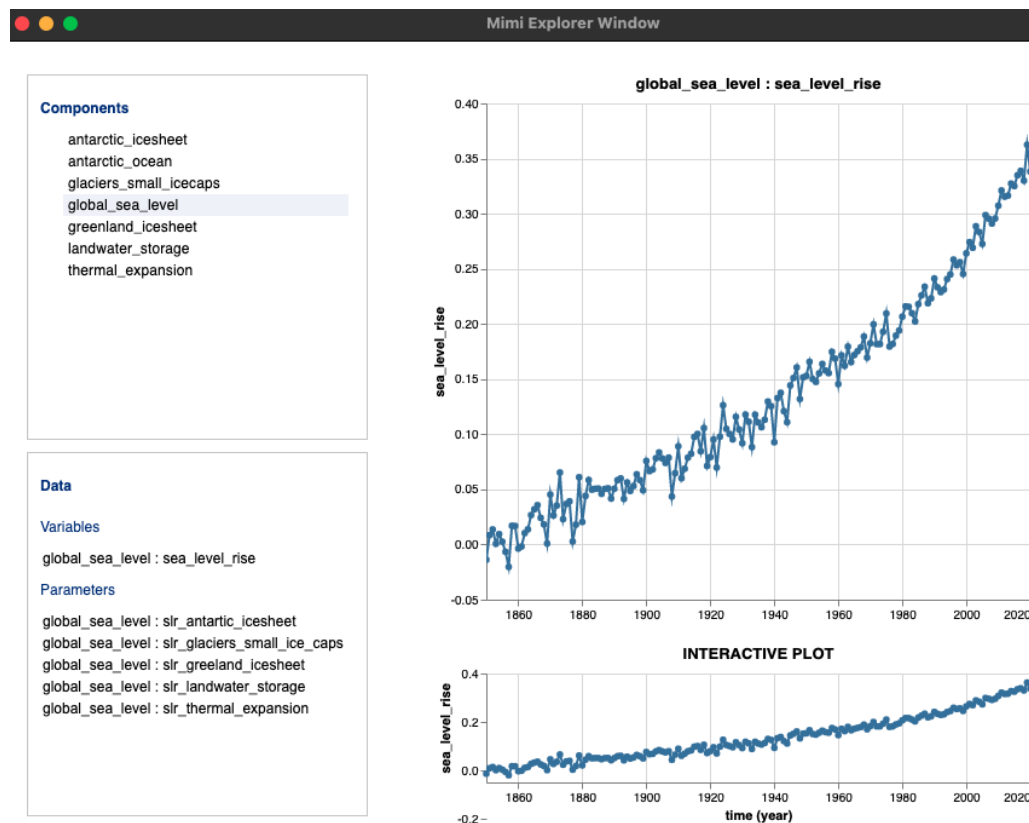 Mimi Explorer Window
Components
antarctic_icesheet
antarctic_ocean
glaciers_small_icecaps
global_sea_level
greenland_icesheet
landwater_storage
thermal_expansion
Data
Variables
global_sea_level : sea_level_rise
Parameters
global_sea_level : slr_antartic_icesheet
global_sea_level : slr_glaciers_small_ice_caps
global_sea_level : slr_greeland_icesheet
global_sea_level : slr_landwater_storage
global_sea_level : slr_thermal_expansion
global_sea_level : sea_level_rise
0.40
0.35
0.30
0.25
0.20
0.15
0.10
0.05
0.00
-0.05
sea_level_rise
1860 1880 1900 1920 1940 1960 1980 2000 2020
INTERACTIVE PLOT
0.4
0.2
0.0
-0.2
sea_level_rise
1860 1880 1900 1920 1940 1960 1980 2000 2020
time (year)